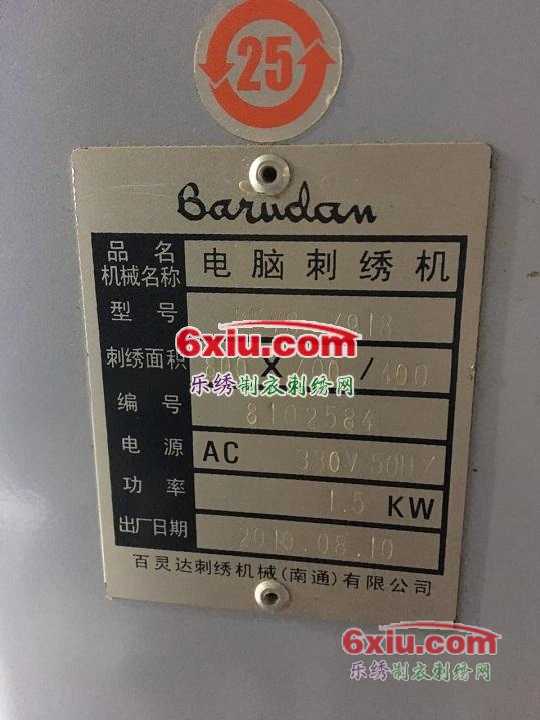 25
Barudan
品名 电脑刺绣机
机械名称
型号
6xiu.com
刺绣面积 X /400
乐绣制衣刺绣网
编号 8102584
电源 AC 380V 50HZ
功率 1.5 KW
出厂日期 2010.08.10
百灵达刺绣机械(南通)有限公司
6xiu.com
乐绣制衣刺绣网